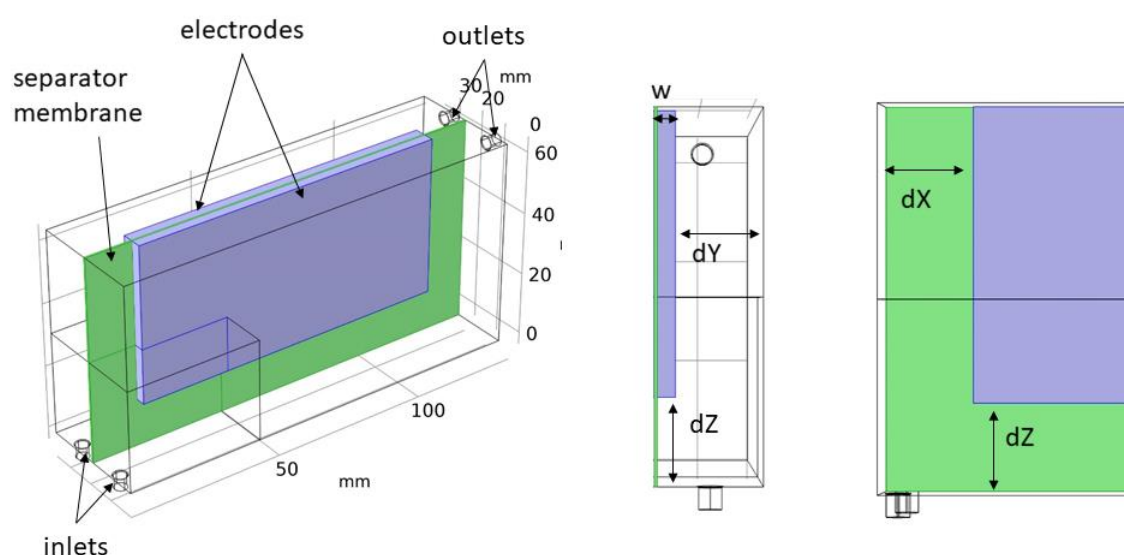 electrodes
outlets
separator
membrane
mm
30
20
0
60
40
20
0
100
50
mm
inlets
w
dY
dZ
dX
dZ